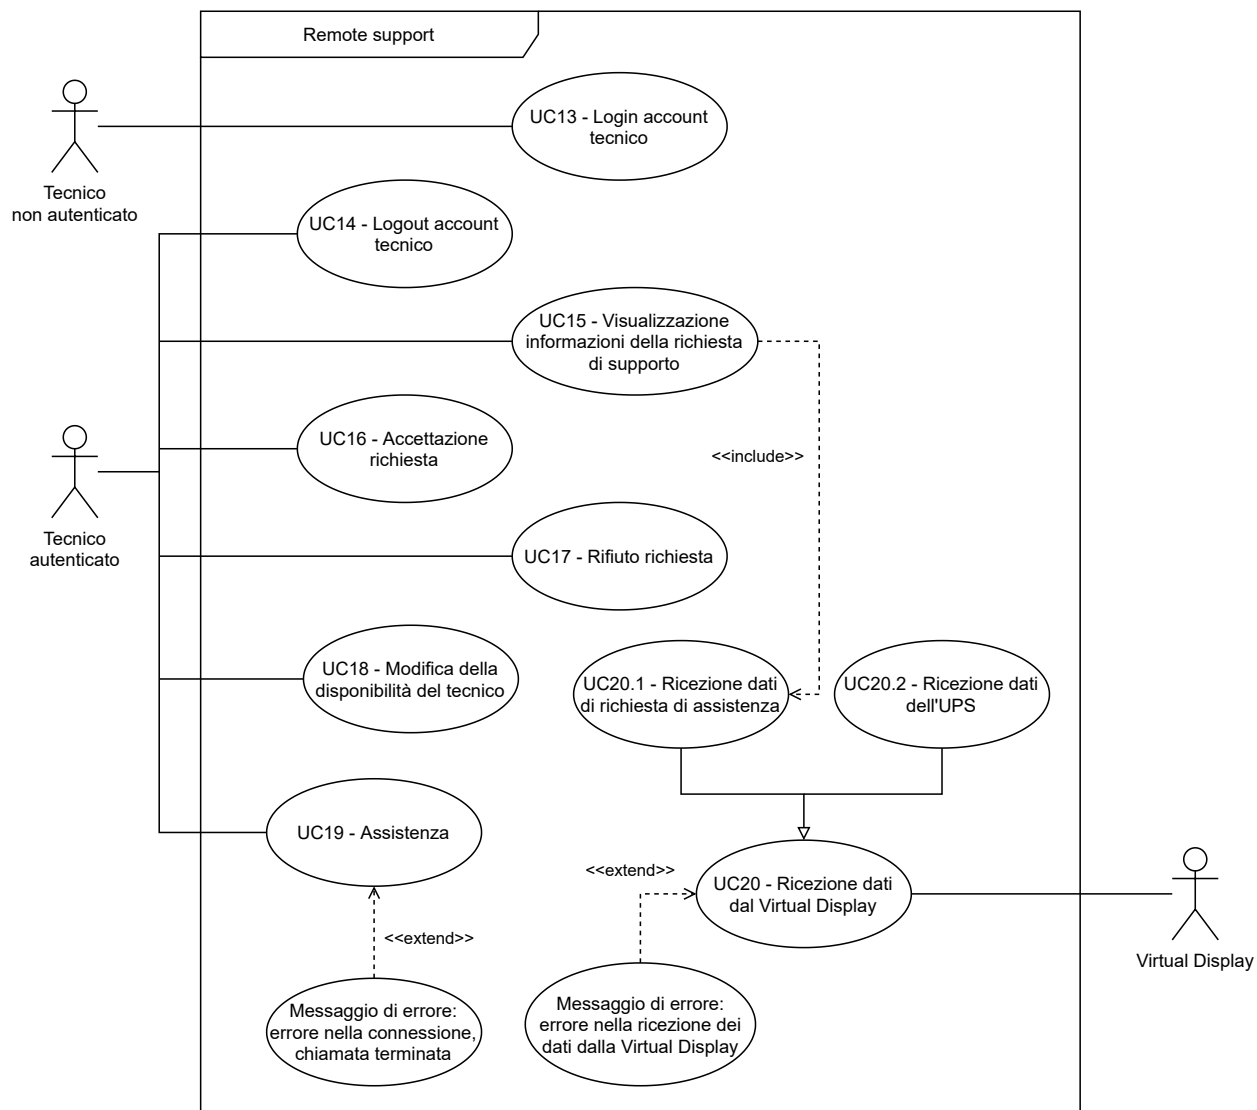 Remote support
UC13 - Login account
tecnico
Tecnico
non autenticato
UC14 - Logout account
tecnico
UC15 - Visualizzazione
informazioni della richiesta
di supporto
UC16 - Accettazione
richiesta
<<include>>
Tecnico
autenticato
UC17 - Rifiuto richiesta
UC18 - Modifica della
disponibilità del tecnico
UC20.1 - Ricezione dati
di richiesta di assistenza
UC20.2 - Ricezione dati
dell'UPS
UC19 - Assistenza
<<extend>>
UC20 - Ricezione dati
dal Virtual Display
<<extend>>
Virtual Display
Messaggio di errore:
errore nella connessione,
chiamata terminata
Messaggio di errore:
errore nella ricezione dei
dati dalla Virtual Display